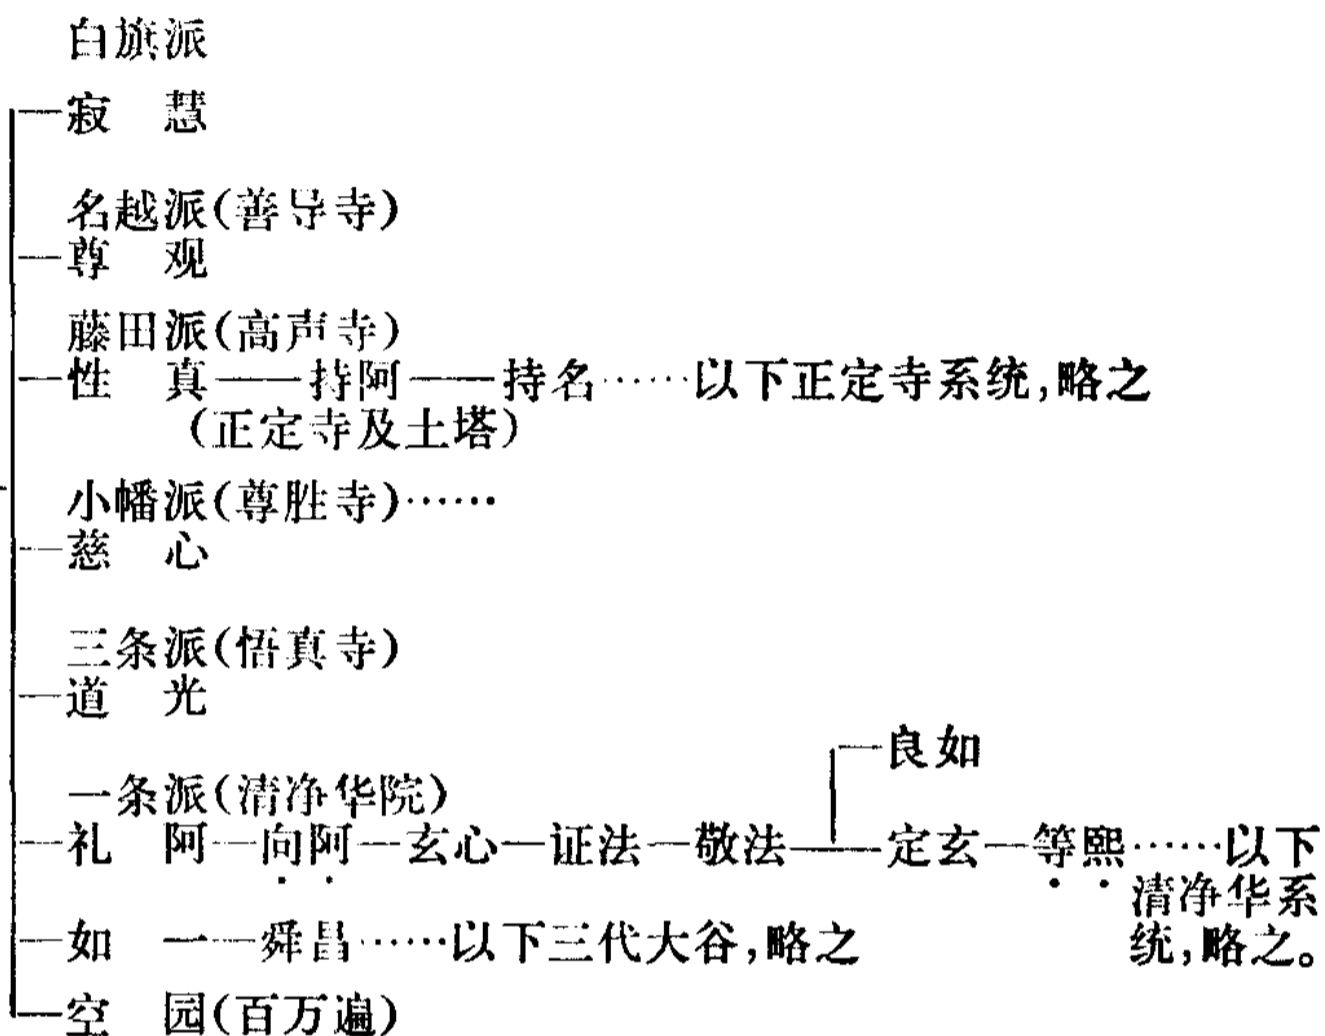 白旗派
寂 慧
名越派(善导寺)
尊 观
藤田派(高声寺)
性 真——持阿——持名……以下正定寺系统,略之
(正定寺及土塔)
小幡派(尊胜寺)……
慈 心
三条派(悟真寺)
道 光
良如
一条派(清净华院)
礼 阿—向阿—玄心—证法—敬法——定玄—等熙……以下
清净华系
如 一—舜昌……以下三代大谷,略之
统,略之。
空 园(百万遍)